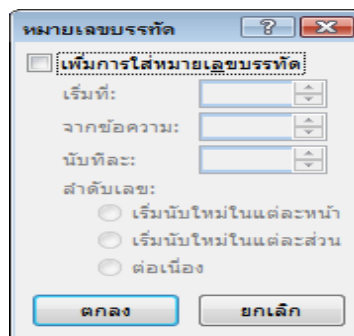 หมายเลขบรรทัด
เพิ่มการใส่หมายเลขบรรทัด
เริ่มที่:
จากข้อความ:
นับทีละ:
ลำดับเลข:
เริ่มนับใหม่ในแต่ละหน้า
เริ่มนับใหม่ในแต่ละส่วน
ต่อเนื่อง
ตกลง ยกเลิก